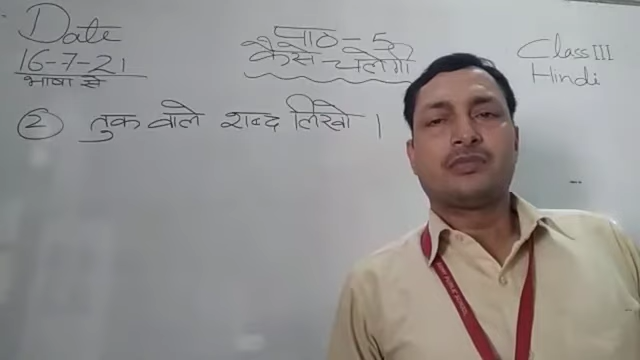 Date
16-7-21
भाषा से
पाठ-5
कैसे चलेगी
Class III
Hindi
② तुक वाले शब्द लिखो।